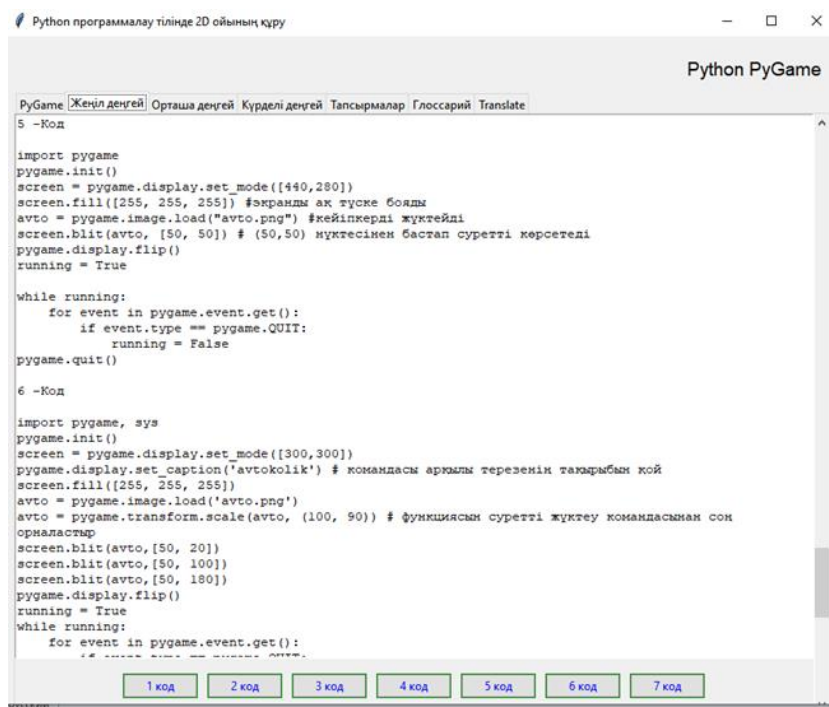 Python программалау тілінде 2D ойының құру
Python PyGame
PyGame Жеңіл деңгей Орташа деңгей Күрделі деңгей Тапсырмалар Глоссарий Translate
5 -Код
import pygame
pygame.init()
screen = pygame.display.set_mode([440,280])
screen.fill([255, 255, 255]) #экранды ақ түске бояды
avto = pygame.image.load("avto.png") #кейіпкерді жүктейді
screen.blit(avto, [50, 50]) # (50,50) нүктесінен бастап суретті көрсетеді
pygame.display.flip()
running = True
while running:
    for event in pygame.event.get():
        if event.type == pygame.QUIT:
            running = False
pygame.quit()
6 -Код
import pygame, sys
pygame.init()
screen = pygame.display.set_mode([300,300])
pygame.display.set_caption('avtokolik') # командасы арқылы терезенің тақырыбын қой
screen.fill([255, 255, 255])
avto = pygame.image.load('avto.png')
avto = pygame.transform.scale(avto, (100, 90)) # функциясын суретті жүктеу командасынан соң
орналастыр
screen.blit(avto,[50, 20])
screen.blit(avto,[50, 100])
screen.blit(avto,[50, 180])
pygame.display.flip()
running = True
while running:
    for event in pygame.event.get():
1 код 2 код 3 код 4 код 5 код 6 код 7 код